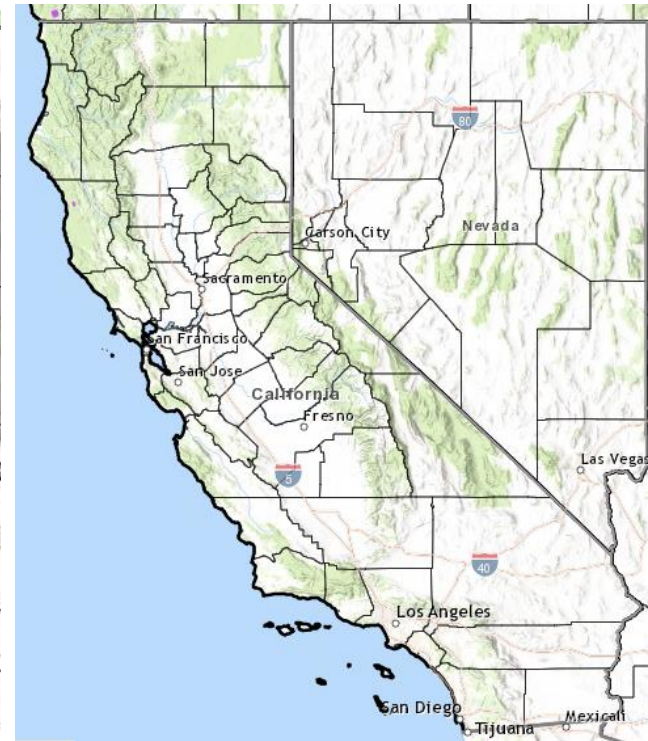 80
Nevada
Carson City
Sacramento
San Francisco
San Jose
California
Fresno
Las Vegas
5
40
Los Angeles
San Diego
Tijuana
Mexicali